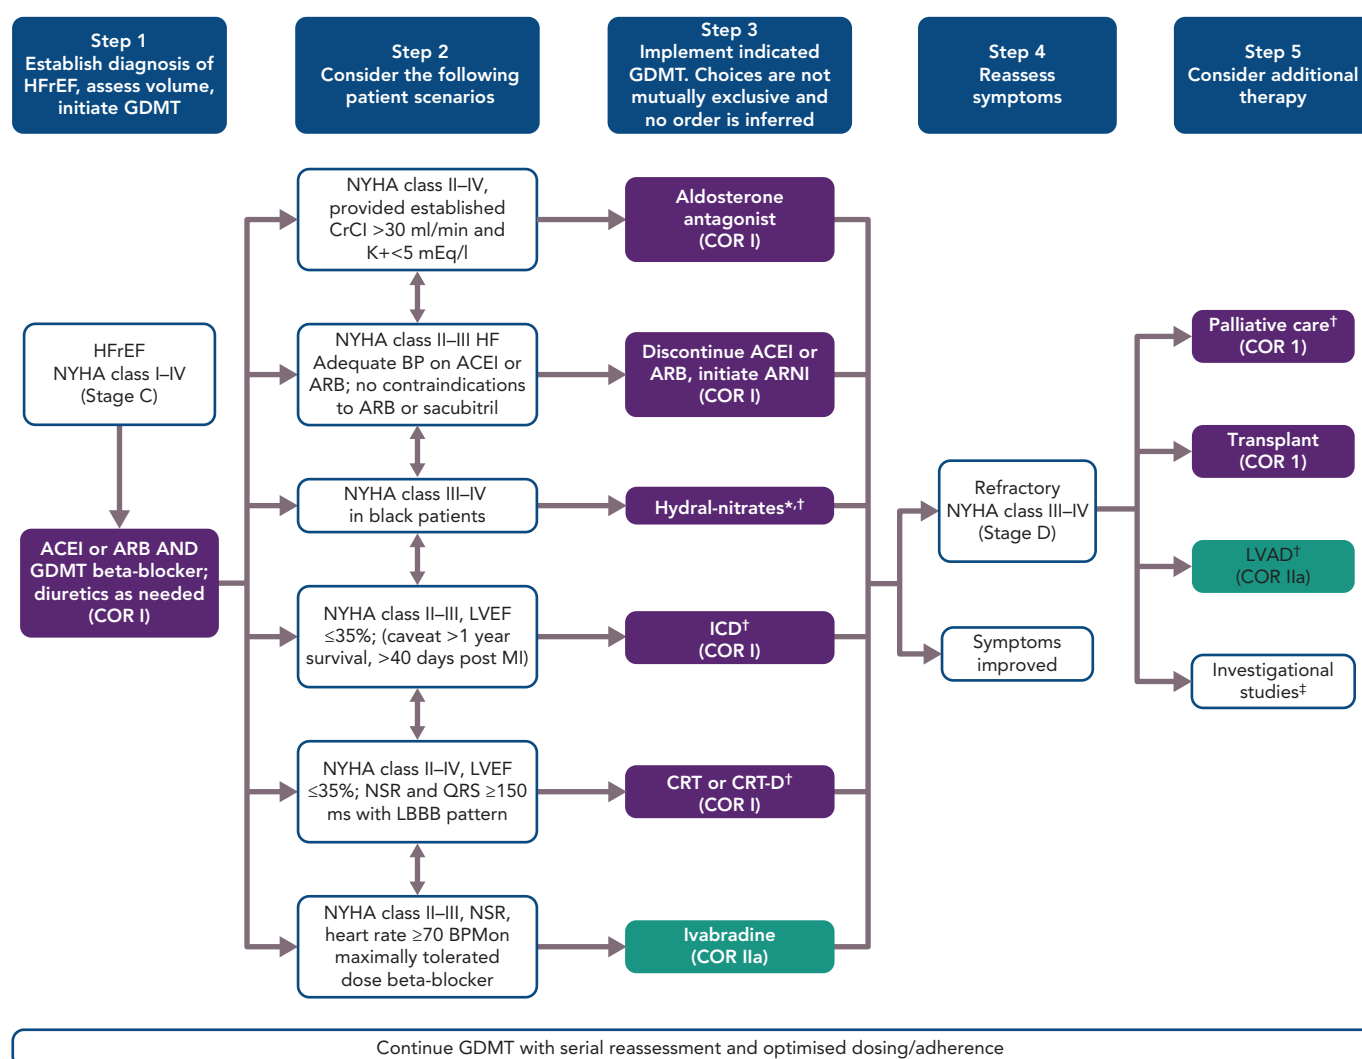 Step 1
Establish diagnosis of
HFrEF, assess volume,
initiate GDMT
Step 2
Consider the following
patient scenarios
Step 3
Implement indicated
GDMT. Choices are not
mutually exclusive and
no order is inferred
Step 4
Reassess
symptoms
Step 5
Consider additional
therapy
HFrEF
NYHA class I–IV
(Stage C)
ACEI or ARB AND
GDMT beta-blocker;
diuretics as needed
(COR I)
NYHA class II–IV,
provided established
CrCl >30 ml/min and
K+<5 mEq/l
NYHA class II–III HF
Adequate BP on ACEI or
ARB; no contraindications
to ARB or sacubitril
NYHA class III–IV
in black patients
NYHA class II–III, LVEF
≤35%; (caveat >1 year
survival, >40 days post MI)
NYHA class II–IV, LVEF
≤35%; NSR and QRS ≥150
ms with LBBB pattern
NYHA class II–III, NSR,
heart rate ≥70 BPMon
maximally tolerated
dose beta-blocker
Aldosterone
antagonist
(COR I)
Discontinue ACEI or
ARB, initiate ARNI
(COR I)
Hydral-nitrates*,†
ICD†
(COR I)
CRT or CRT-D†
(COR I)
Ivabradine
(COR IIa)
Refractory
NYHA class III–IV
(Stage D)
Symptoms
improved
Palliative care†
(COR 1)
Transplant
(COR 1)
LVAD†
(COR IIa)
Investigational
studies‡
Continue GDMT with serial reassessment and optimised dosing/adherence